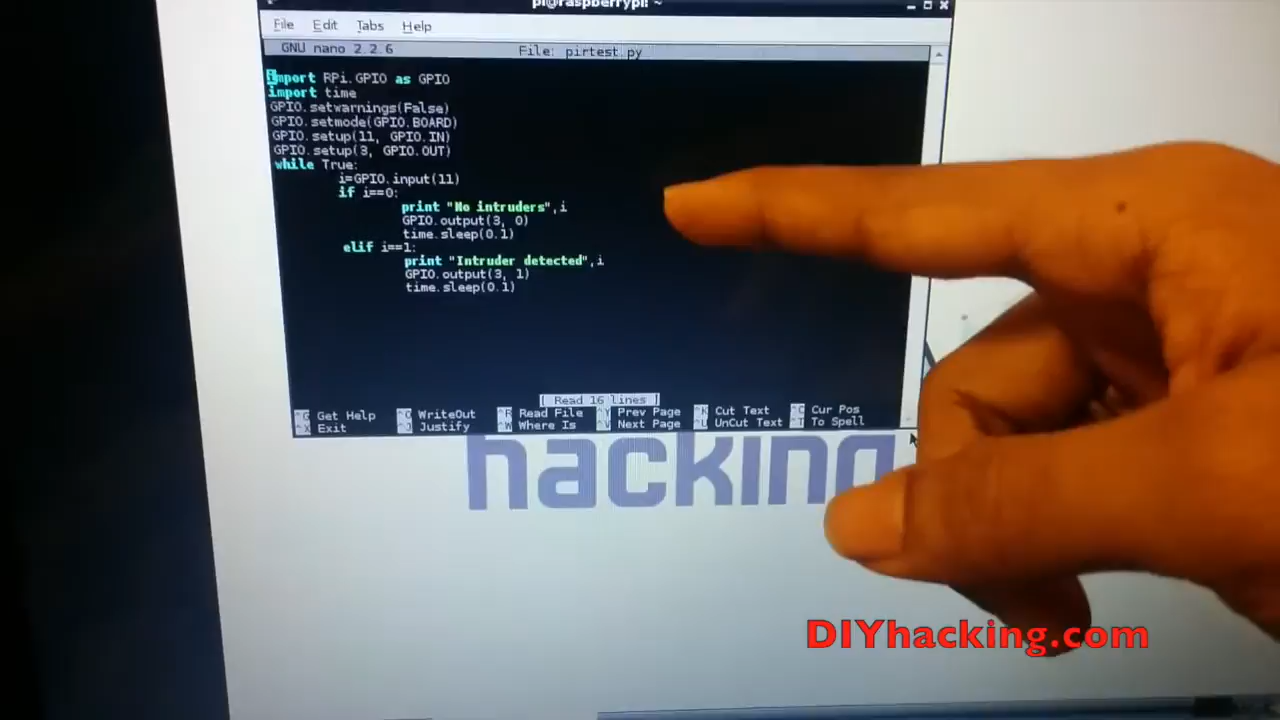 pi@raspberrypi: ~
File Edit Tabs Help
GNU nano 2.2.6 File: pirtest.py
import RPi.GPIO as GPIO
import time
GPIO.setwarnings(False)
GPIO.setmode(GPIO.BOARD)
GPIO.setup(11, GPIO.IN)
GPIO.setup(3, GPIO.OUT)
while True:
i=GPIO.input(11)
if i==0:
print "No intruders",i
GPIO.output(3, 0)
time.sleep(0.1)
elif i==1:
print "Intruder detected",i
GPIO.output(3, 1)
time.sleep(0.1)
[ Read 16 lines ]
^G Get Help ^O WriteOut ^R Read File ^Y Prev Page ^K Cut Text ^C Cur Pos
^X Exit ^J Justify ^W Where Is ^V Next Page ^U UnCut Text ^T To Spell
hacking
DIYhacking.com